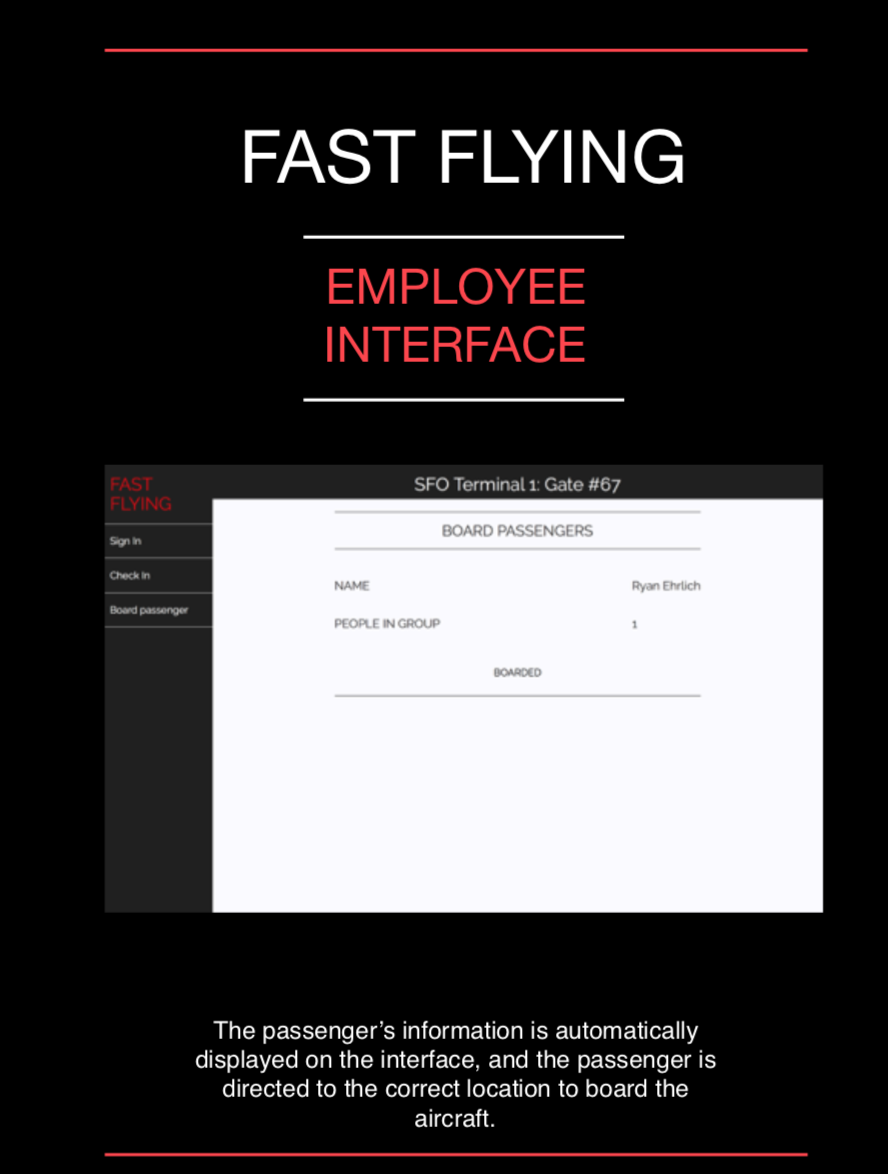 FAST FLYING
EMPLOYEE
INTERFACE
FAST
FLYING
SFO Terminal 1: Gate #67
Sign In
Check In
Board passenger
BOARD PASSENGERS
NAME Ryan Ehrlich
PEOPLE IN GROUP 1
BOARDED
The passenger’s information is automatically
displayed on the interface, and the passenger is
directed to the correct location to board the
aircraft.